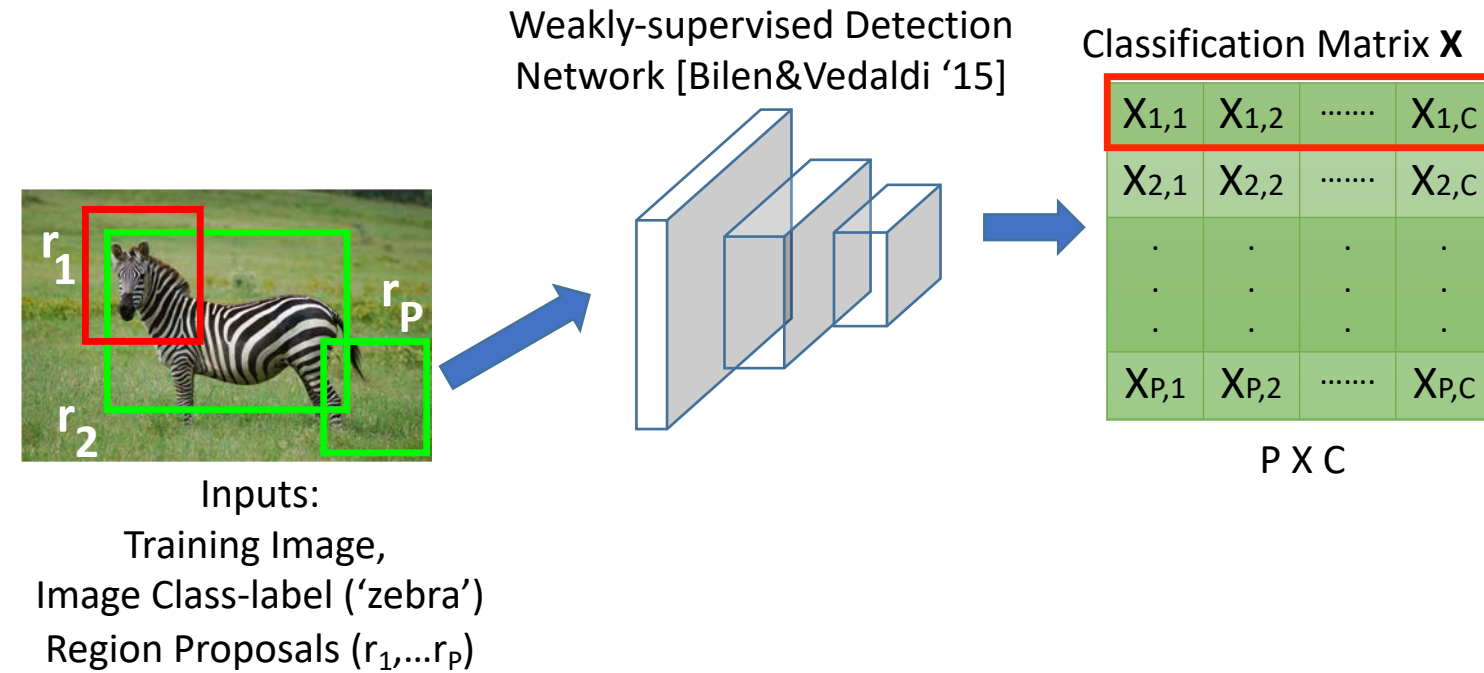 Weakly-supervised Detection
Network [Bilen&Vedaldi ‘15]
Classification Matrix X
X1,1 X1,2 ....... X1,C
X2,1 X2,2 ....... X2,C
. . . .
. . . .
. . . .
XP,1 XP,2 ....... XP,C
P X C
r1
rP
r2
Inputs:
Training Image,
Image Class-label (‘zebra’)
Region Proposals (r1,...rP)